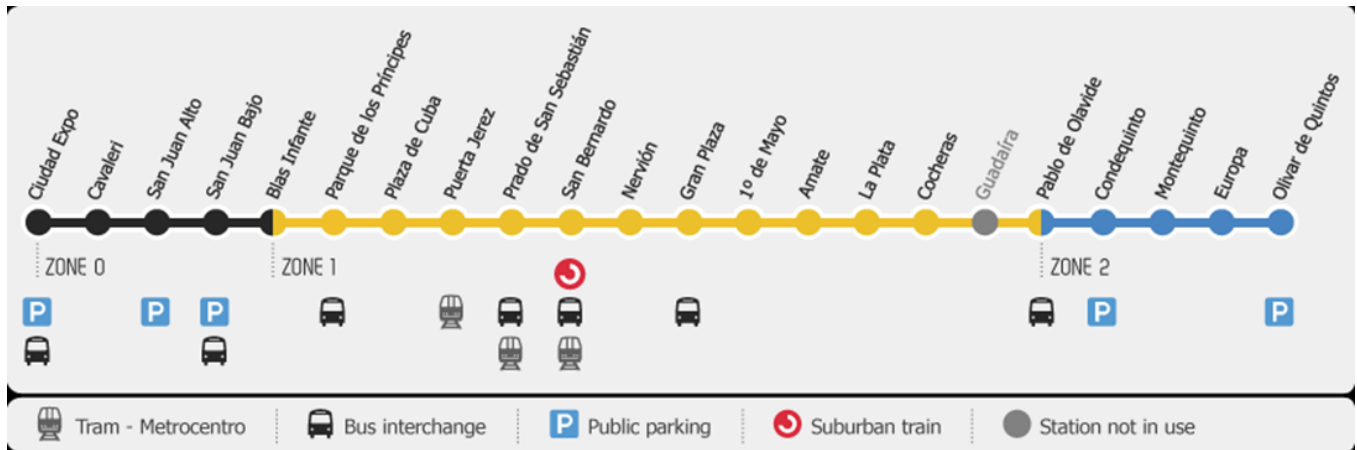 Ciudad Expo
Cavaleri
San Juan Alto
San Juan Bajo
Blas Infante
Parque de los Príncipes
Plaza de Cuba
Puerta Jerez
Prado de San Sebastián
San Bernardo
Nervión
Gran Plaza
1º de Mayo
Amate
La Plata
Cocheras
Guadaíra
Pablo de Olavide
Condequinto
Montequinto
Europa
Olivar de Quintos
ZONE 0
ZONE 1
ZONE 2
P
P
P
P
P
Tram - Metrocentro
Bus interchange
P
Public parking
Suburban train
Station not in use